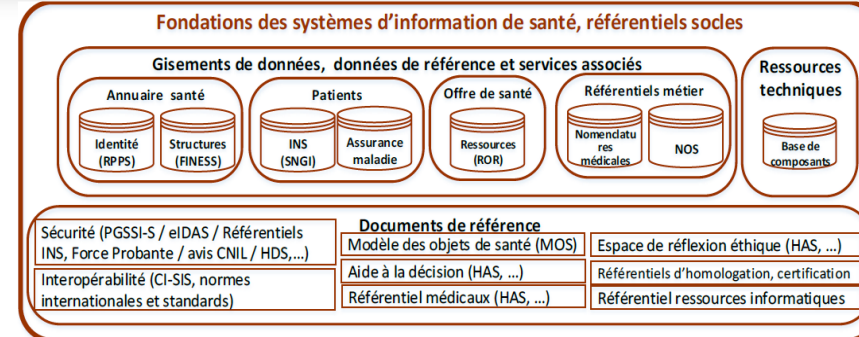 Fondations des systèmes d'information de santé, référentiels socles
Gisements de données, données de référence et services associés
Annuaire santé
Identité
(RPPS)
Structures
(FINESS)
Patients
INS
(SNGI)
Assurance
maladie
Offre de santé
Ressources
(ROR)
Référentiels métier
Nomenclatu
res
médicales
NOS
Ressources
techniques
Base de
composants
Documents de référence
Sécurité (PGSSI-S / eIDAS / Référentiels
INS, Force Probante / avis CNIL / HDS,...)
Interopérabilité (CI-SIS, normes
internationales et standards)
Modèle des objets de santé (MOS)
Aide à la décision (HAS, ...)
Référentiel médicaux (HAS, ...)
Espace de réflexion éthique (HAS, ...)
Référentiels d'homologation, certification
Référentiel ressources informatiques